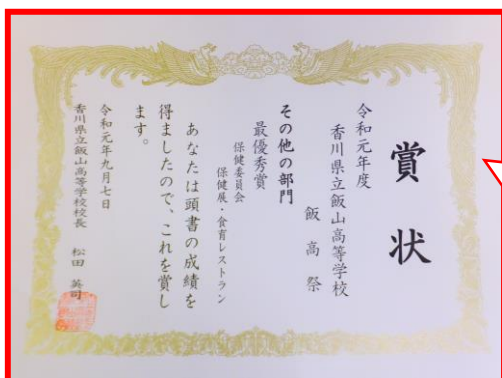 賞状
令和元年度
香川県立飯山高等学校
飯高祭
その他の部門
最優秀賞
保健委員会
保健展・食育レストラン
あなたは頭書の成績を
得ましたので、これを賞し
ます。
令和元年九月七日
香川県立飯山高等学校校長 松田 英司